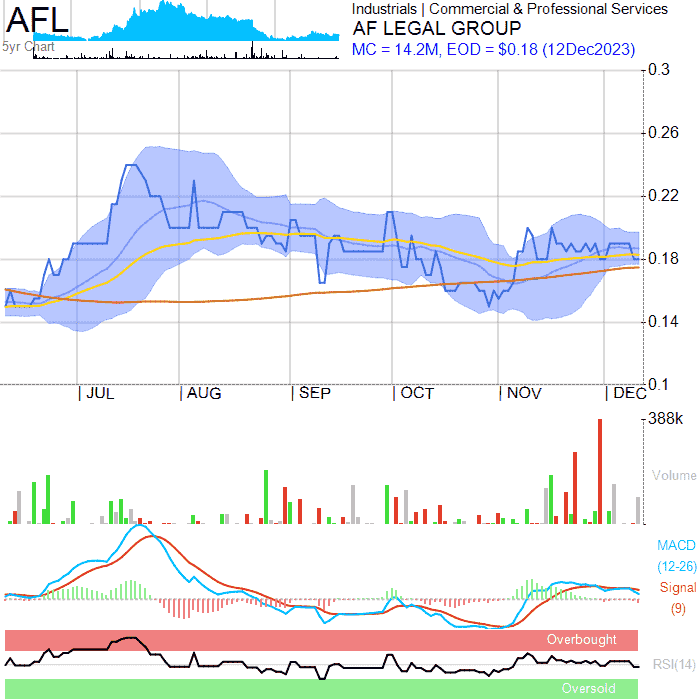 AFL
5yr Chart
Industrials | Commercial & Professional Services
AF LEGAL GROUP
MC = 14.2M, EOD = $0.18 (12Dec2023)
0.3
0.26
0.22
0.18
0.14
0.1
| JUL | AUG | SEP | OCT | NOV | DEC
388k
Volume
MACD
(12-26)
Signal
(9)
Overbought
RSI(14)
Oversold